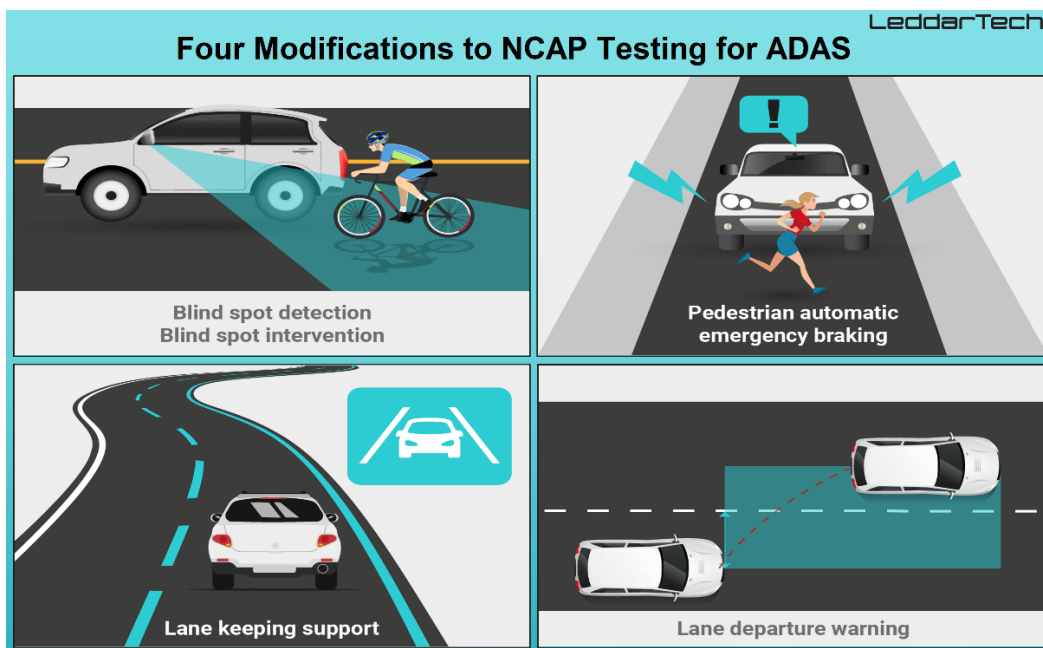 LeddarTech
Four Modifications to NCAP Testing for ADAS
!
Blind spot detection
Blind spot intervention
Pedestrian automatic
emergency braking
Lane keeping support
Lane departure warning